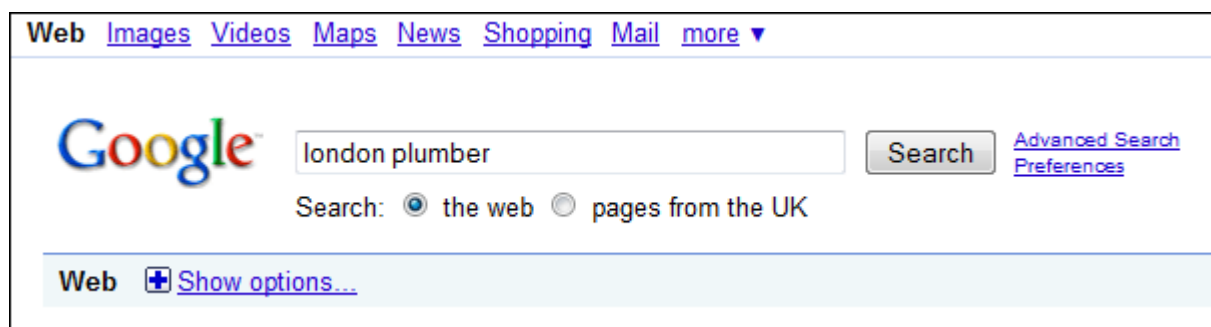 Web Images Videos Maps News Shopping Mail more ▼
Google™ london plumber Search Advanced Search
Preferences
Search: the web pages from the UK
Web Show options...